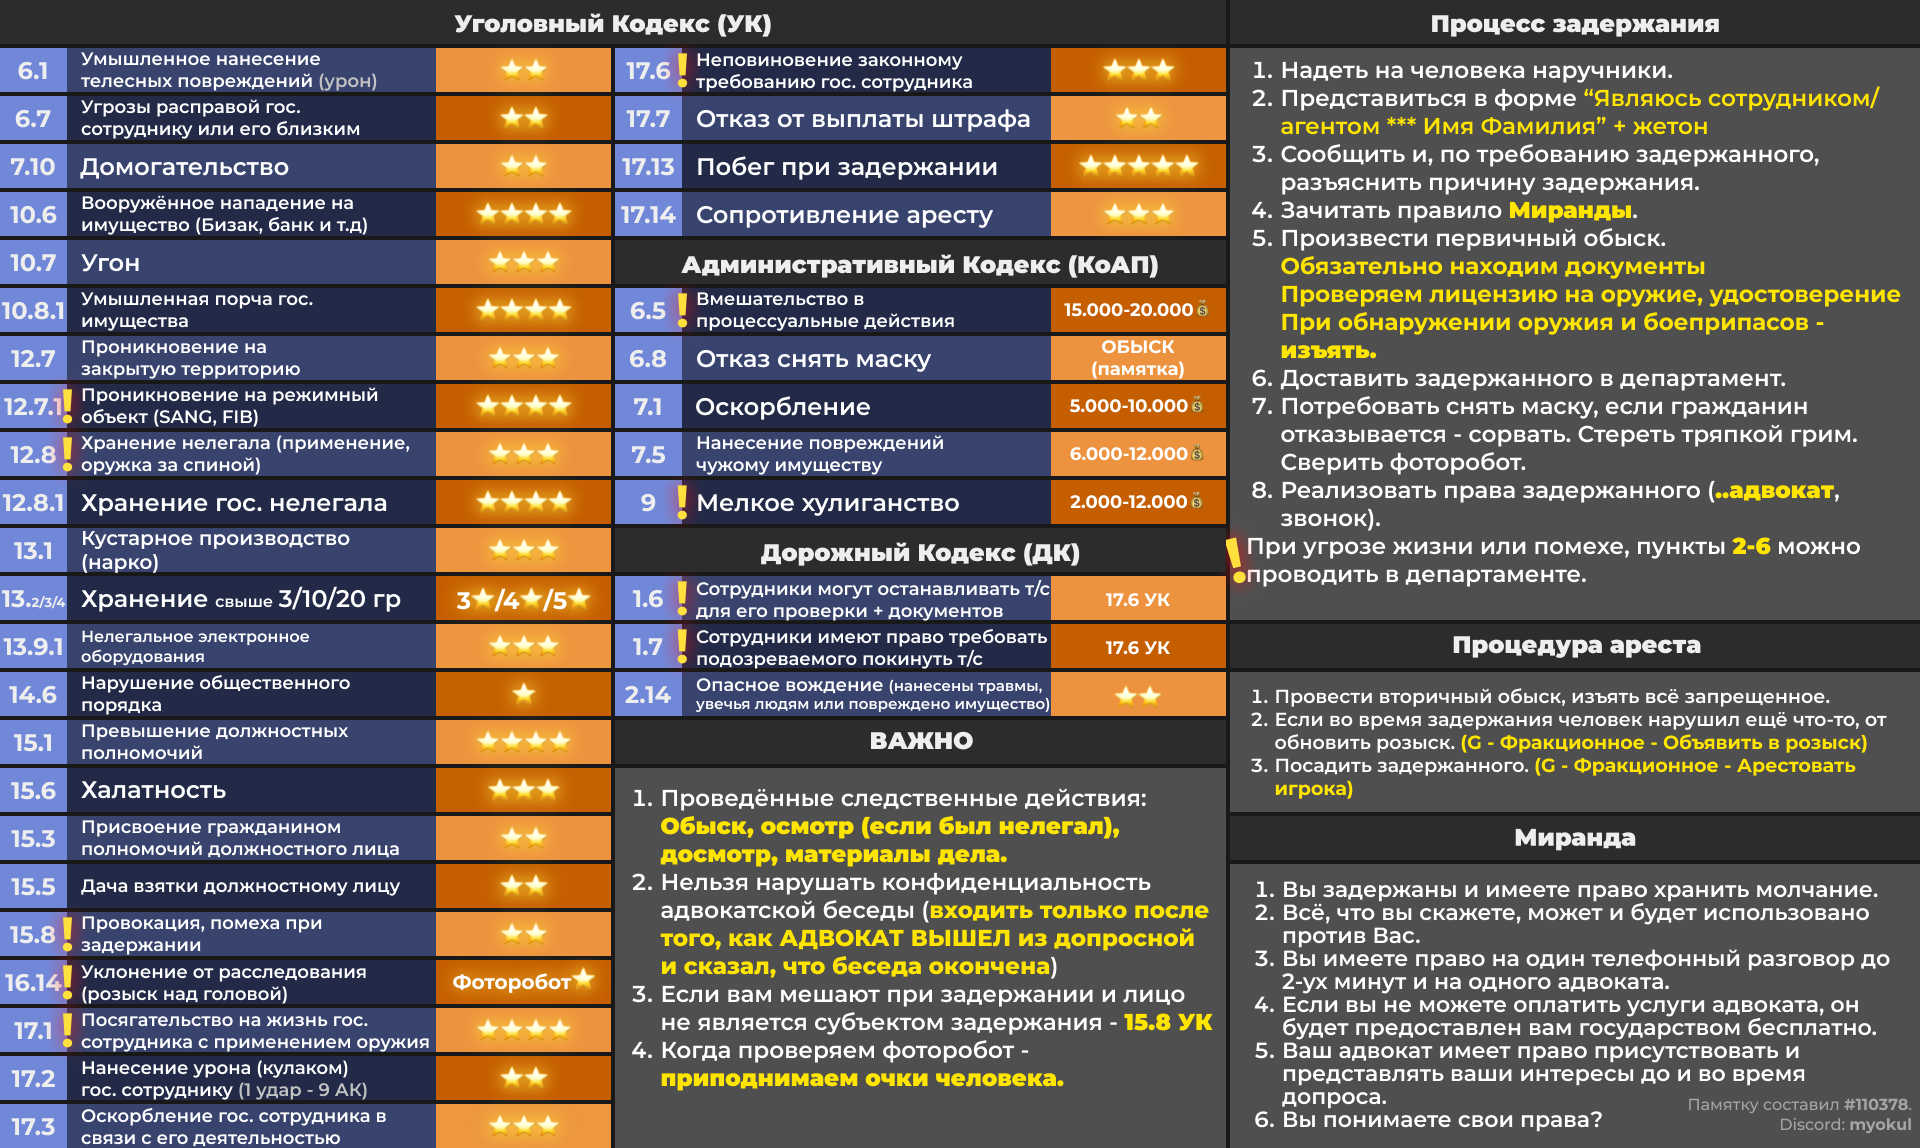 Уголовный Кодекс (УК)
6.1
Умышленное нанесение
телесных повреждений (урон)
6.7
Угрозы расправой гос.
сотруднику или его близким
7.10
Домогательство
10.6
Вооружённое нападение на
имущество (Бизак, банк и т.д)
10.7
Угон
10.8.1
Умышленная порча гос.
имущества
12.7
Проникновение на
закрытую территорию
12.7.1
Проникновение на режимный
объект (SANG, FIB)
12.8
Хранение нелегала (применение,
оружка за спиной)
12.8.1
Хранение гос. нелегала
13.1
Кустарное производство
(нарко)
13.2/3/4
Хранение свыше 3/10/20 гр
3⭐/4⭐/5⭐
13.9.1
Нелегальное электронное
оборудования
14.6
Нарушение общественного
порядка
15.1
Превышение должностных
полномочий
15.6
Халатность
15.3
Присвоение гражданином
полномочий должностного лица
15.5
Дача взятки должностному лицу
15.8
Провокация, помеха при
задержании
16.14
Уклонение от расследования
(розыск над головой)
Фоторобот⭐
17.1
Посягательство на жизнь гос.
сотрудника с применением оружия
17.2
Нанесение урона (кулаком)
гос. сотруднику (1 удар - 9 АК)
17.3
Оскорбление гос. сотрудника в
связи с его деятельностью
17.6
Неповиновение законному
требованию гос. сотрудника
17.7
Отказ от выплаты штрафа
17.13
Побег при задержании
17.14
Сопротивление аресту
Административный Кодекс (КоАП)
6.5
Вмешательство в
процессуальные действия
15.000-20.000
6.8
Отказ снять маску
ОБЫСК
(памятка)
7.1
Оскорбление
5.000-10.000
7.5
Нанесение повреждений
чужому имуществу
6.000-12.000
9
Мелкое хулиганство
2.000-12.000
Дорожный Кодекс (ДК)
1.6
Сотрудники могут останавливать т/с
для его проверки + документов
17.6 УК
1.7
Сотрудники имеют право требовать
подозреваемого покинуть т/с
17.6 УК
2.14
Опасное вождение (нанесены травмы,
увечья людям или повреждено имущество)
ВАЖНО
1. Проведённые следственные действия:
Обыск, осмотр (если был нелегал),
досмотр, материалы дела.
2. Нельзя нарушать конфиденциальность
адвокатской беседы (входить только после
того, как АДВОКАТ ВЫШЕЛ из допросной
и сказал, что беседа окончена)
3. Если вам мешают при задержании и лицо
не является субъектом задержания - 15.8 УК
4. Когда проверяем фоторобот -
приподнимаем очки человека.
Процесс задержания
1. Надеть на человека наручники.
2. Представиться в форме “Являюсь сотрудником/
агентом *** Имя Фамилия” + жетон
3. Сообщить и, по требованию задержанного,
разъяснить причину задержания.
4. Зачитать правило Миранды.
5. Произвести первичный обыск.
Обязательно находим документы
Проверяем лицензию на оружие, удостоверение
При обнаружении оружия и боеприпасов -
изъять.
6. Доставить задержанного в департамент.
7. Потребовать снять маску, если гражданин
отказывается - сорвать. Стереть тряпкой грим.
Сверить фоторобот.
8. Реализовать права задержанного (..адвокат,
звонок).
При угрозе жизни или помехе, пункты 2-6 можно
проводить в департаменте.
Процедура ареста
1. Провести вторичный обыск, изъять всё запрещенное.
2. Если во время задержания человек нарушил ещё что-то, от
обновить розыск. (G - Фракционное - Объявить в розыск)
3. Посадить задержанного. (G - Фракционное - Арестовать
игрока)
Миранда
1. Вы задержаны и имеете право хранить молчание.
2. Всё, что вы скажете, может и будет использовано
против Вас.
3. Вы имеете право на один телефонный разговор до
2-ух минут и на одного адвоката.
4. Если вы не можете оплатить услуги адвоката, он
будет предоставлен вам государством бесплатно.
5. Ваш адвокат имеет право присутствовать и
представлять ваши интересы до и во время
допроса.
6. Вы понимаете свои права?
Памятку составил #110378.
Discord: myokul